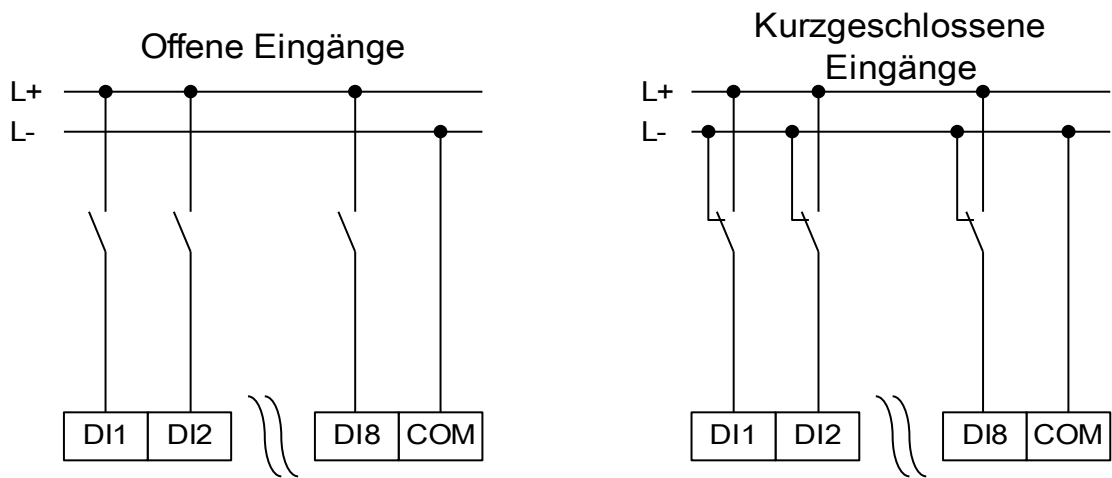 Offene Eingänge
L+
L-
DI1 DI2 DI8 COM
Kurzgeschlossene
Eingänge
L+
L-
DI1 DI2 DI8 COM